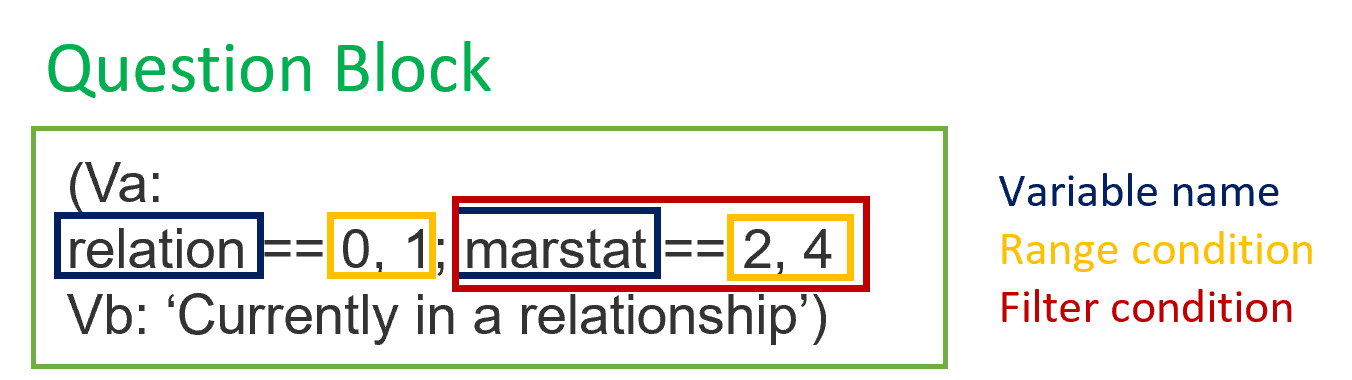 Question Block
(Va:
relation == 0, 1; marstat == 2, 4
Vb: ‘Currently in a relationship’)
Variable name
Range condition
Filter condition